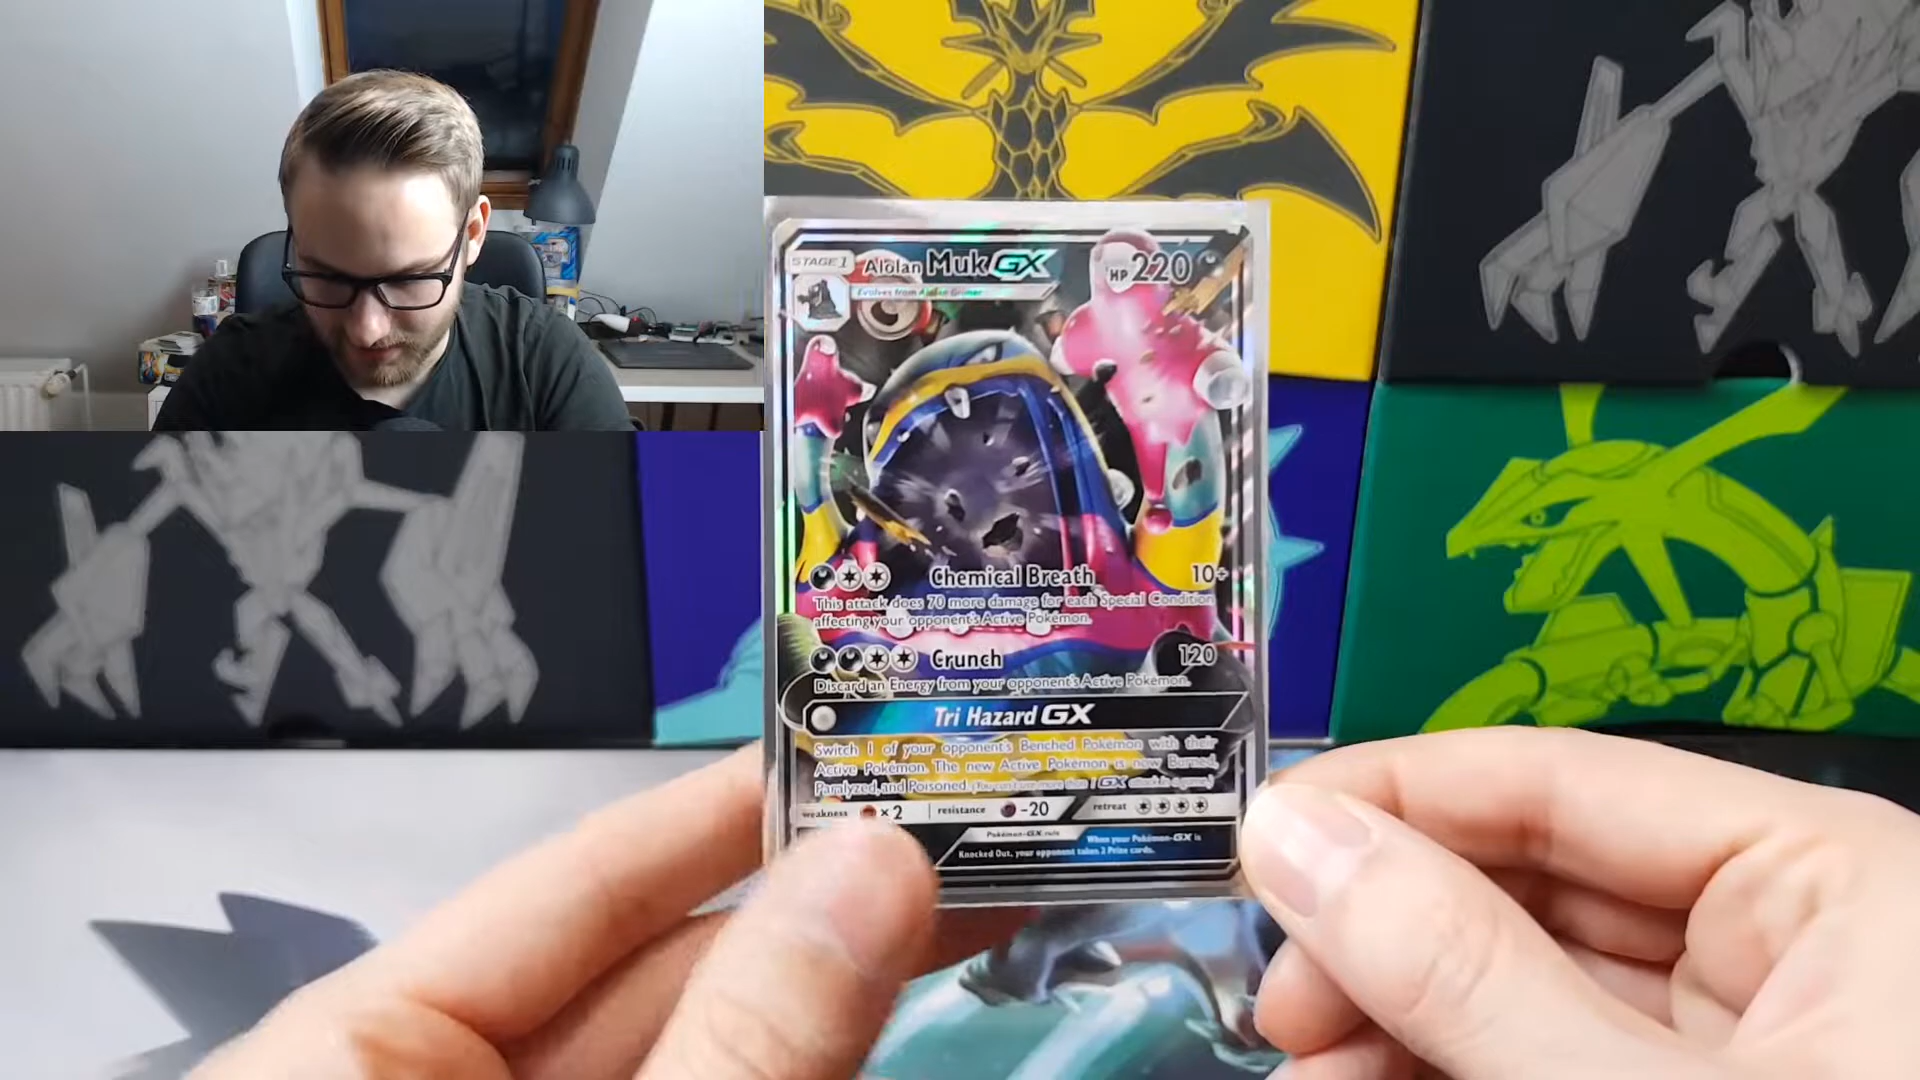 STAGE 1 Alolan Muk GX HP 220
Evolves from Alolan Grimer
Chemical Breath 10+
This attack does 70 more damage for each Special Condition
affecting your opponent's Active Pokémon.
Crunch 120
Discard an Energy from your opponent's Active Pokémon.
Tri Hazard GX
Switch 1 of your opponent's Benched Pokémon with their
Active Pokémon. The new Active Pokémon is now Burned,
Paralyzed, and Poisoned. (You can't use more than 1 GX attack in a game.)
weakness ×2 resistance -20 retreat
Pokémon-GX rule When your Pokémon-GX is
Knocked Out, your opponent takes 2 Prize cards.